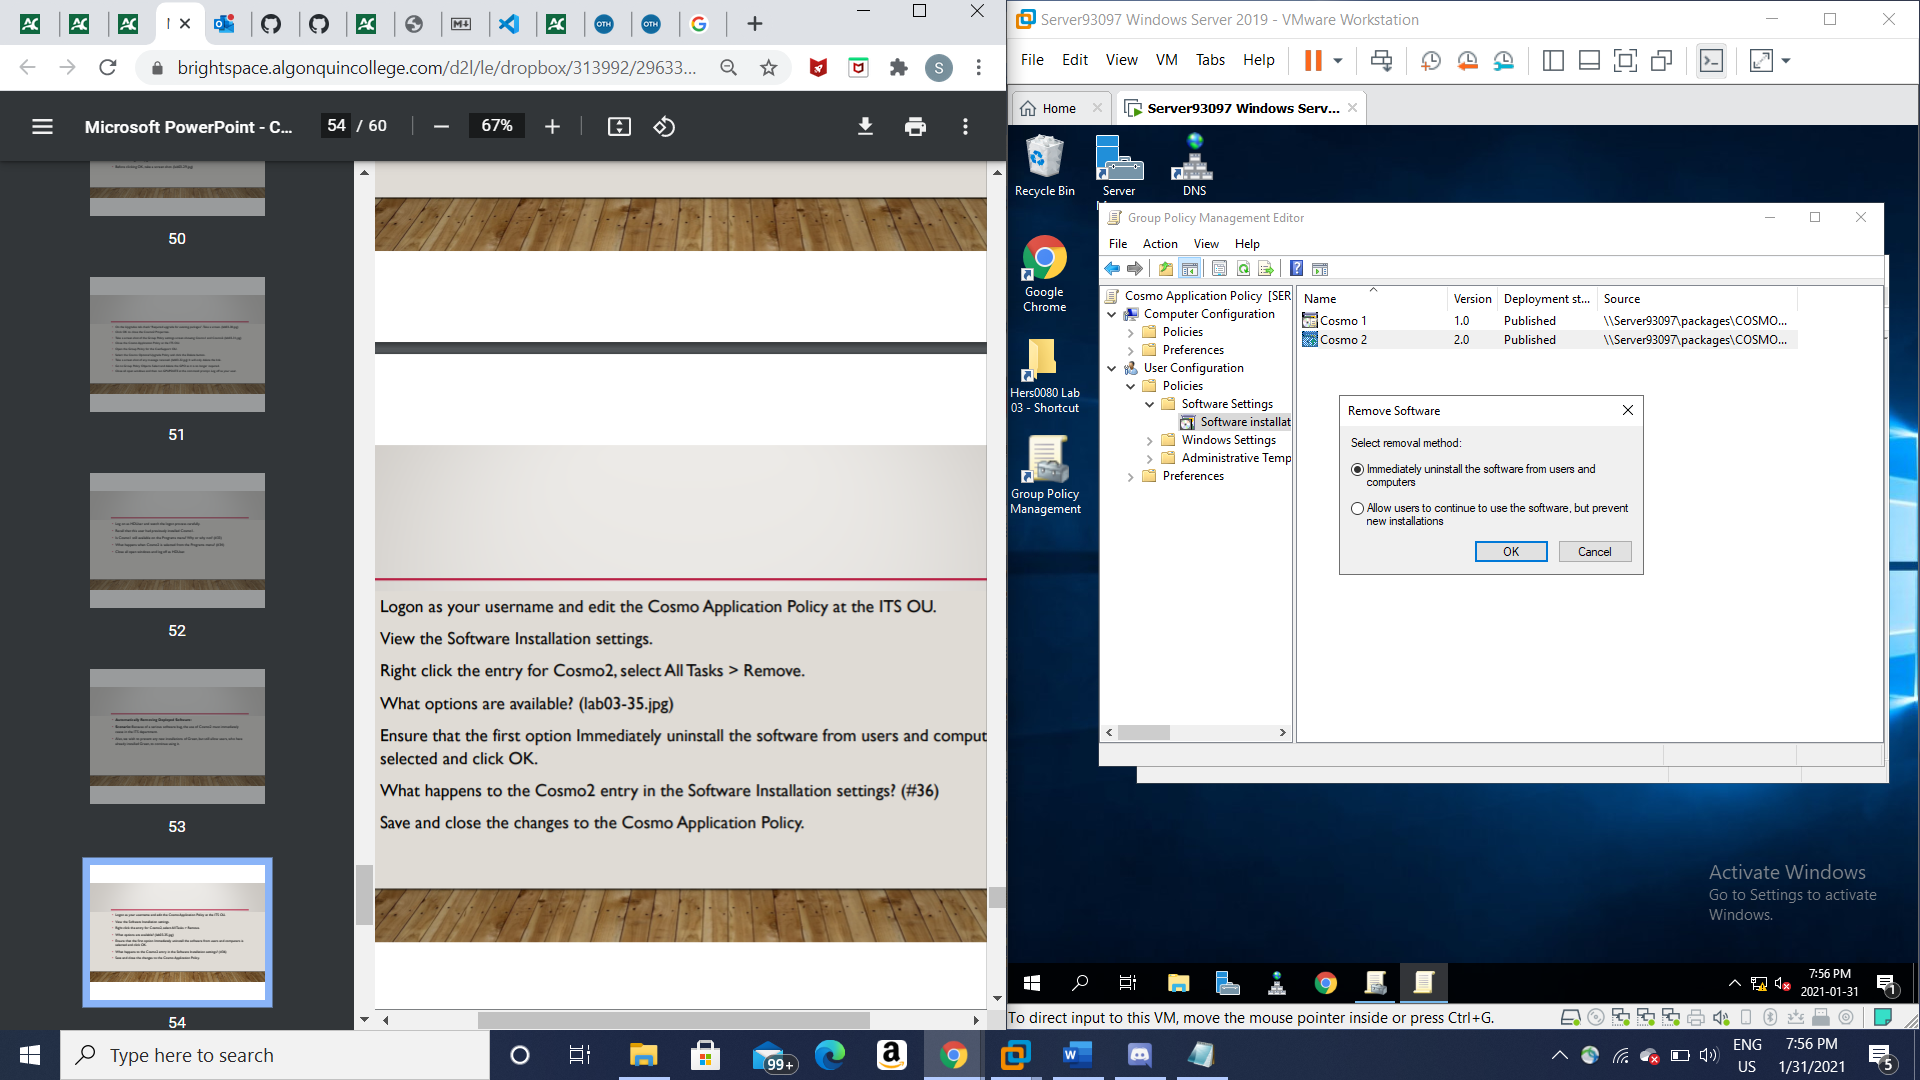 brightspace.algonquincollege.com/d2l/le/dropbox/313992/29633...
S
Microsoft PowerPoint - C...
54 / 60
67%
50
51
52
53
54
Logon as your username and edit the Cosmo Application Policy at the ITS OU.
View the Software Installation settings.
Right click the entry for Cosmo2, select All Tasks > Remove.
What options are available? (lab03-35.jpg)
Ensure that the first option Immediately uninstall the software from users and comput
selected and click OK.
What happens to the Cosmo2 entry in the Software Installation settings? (#36)
Save and close the changes to the Cosmo Application Policy.
Server93097 Windows Server 2019 - VMware Workstation
File Edit View VM Tabs Help
Home
Server93097 Windows Serv...
Recycle Bin
Server
DNS
Google
Chrome
Hers0080 Lab
03 - Shortcut
Group Policy
Management
Group Policy Management Editor
File Action View Help
Cosmo Application Policy [SER
Computer Configuration
Policies
Preferences
User Configuration
Policies
Software Settings
Software installat
Windows Settings
Administrative Temp
Preferences
Name Version Deployment st... Source
Cosmo 1 1.0 Published \\Server93097\packages\COSMO...
Cosmo 2 2.0 Published \\Server93097\packages\COSMO...
Remove Software
Select removal method:
Immediately uninstall the software from users and
computers
Allow users to continue to use the software, but prevent
new installations
OK
Cancel
Activate Windows
Go to Settings to activate
Windows.
7:56 PM
2021-01-31
1
To direct input to this VM, move the mouse pointer inside or press Ctrl+G.
Type here to search
99+
ENG
US
7:56 PM
1/31/2021
5